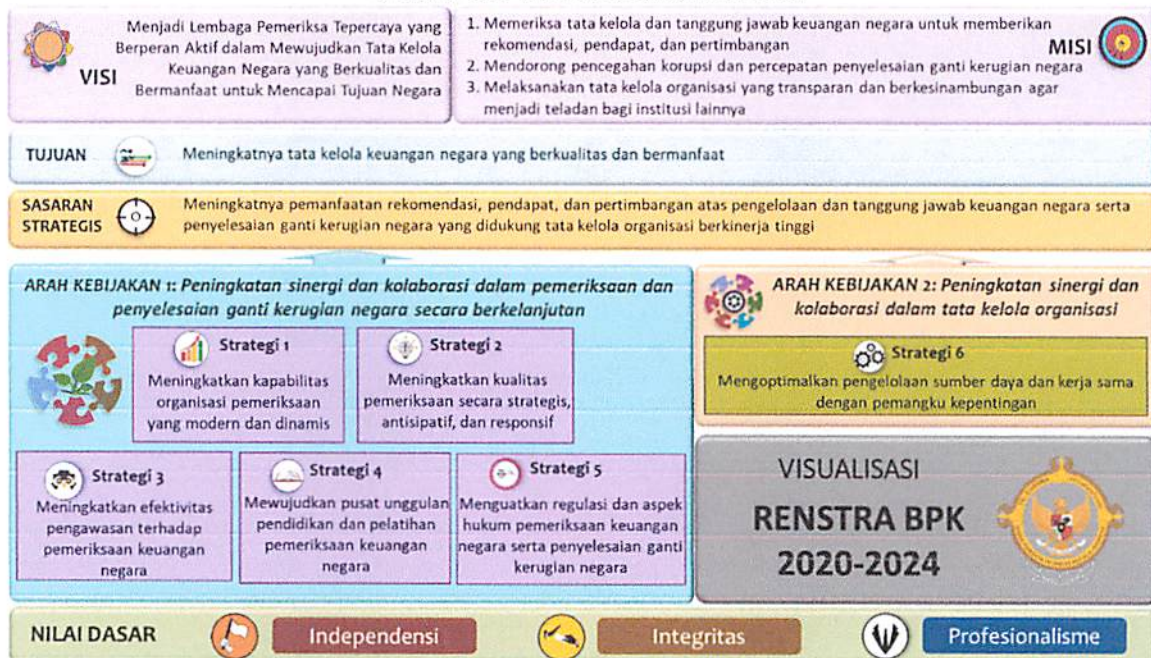 VISI
Menjadi Lembaga Pemeriksa Tepercaya yang
Berperan Aktif dalam Mewujudkan Tata Kelola
Keuangan Negara yang Berkualitas dan
Bermanfaat untuk Mencapai Tujuan Negara
MISI
1. Memeriksa tata kelola dan tanggung jawab keuangan negara untuk memberikan
rekomendasi, pendapat, dan pertimbangan
2. Mendorong pencegahan korupsi dan percepatan penyelesaian ganti kerugian negara
3. Melaksanakan tata kelola organisasi yang transparan dan berkesinambungan agar
menjadi teladan bagi institusi lainnya
TUJUAN
Meningkatnya tata kelola keuangan negara yang berkualitas dan bermanfaat
SASARAN
STRATEGIS
Meningkatnya pemanfaatan rekomendasi, pendapat, dan pertimbangan atas pengelolaan dan tanggung jawab keuangan negara serta
penyelesaian ganti kerugian negara yang didukung tata kelola organisasi berkinerja tinggi
ARAH KEBIJAKAN 1: Peningkatan sinergi dan kolaborasi dalam pemeriksaan dan
penyelesaian ganti kerugian negara secara berkelanjutan
Strategi 1
Meningkatkan kapabilitas
organisasi pemeriksaan
yang modern dan dinamis
Strategi 2
Meningkatkan kualitas
pemeriksaan secara strategis,
antisipatif, dan responsif
Strategi 3
Meningkatkan efektivitas
pengawasan terhadap
pemeriksaan keuangan
negara
Strategi 4
Mewujudkan pusat unggulan
pendidikan dan pelatihan
pemeriksaan keuangan
negara
Strategi 5
Menguatkan regulasi dan aspek
hukum pemeriksaan keuangan
negara serta penyelesaian ganti
kerugian negara
ARAH KEBIJAKAN 2: Peningkatan sinergi dan
kolaborasi dalam tata kelola organisasi
Strategi 6
Mengoptimalkan pengelolaan sumber daya dan kerja sama
dengan pemangku kepentingan
VISUALISASI
RENSTRA BPK
2020-2024
NILAI DASAR
Independensi
Integritas
Profesionalisme